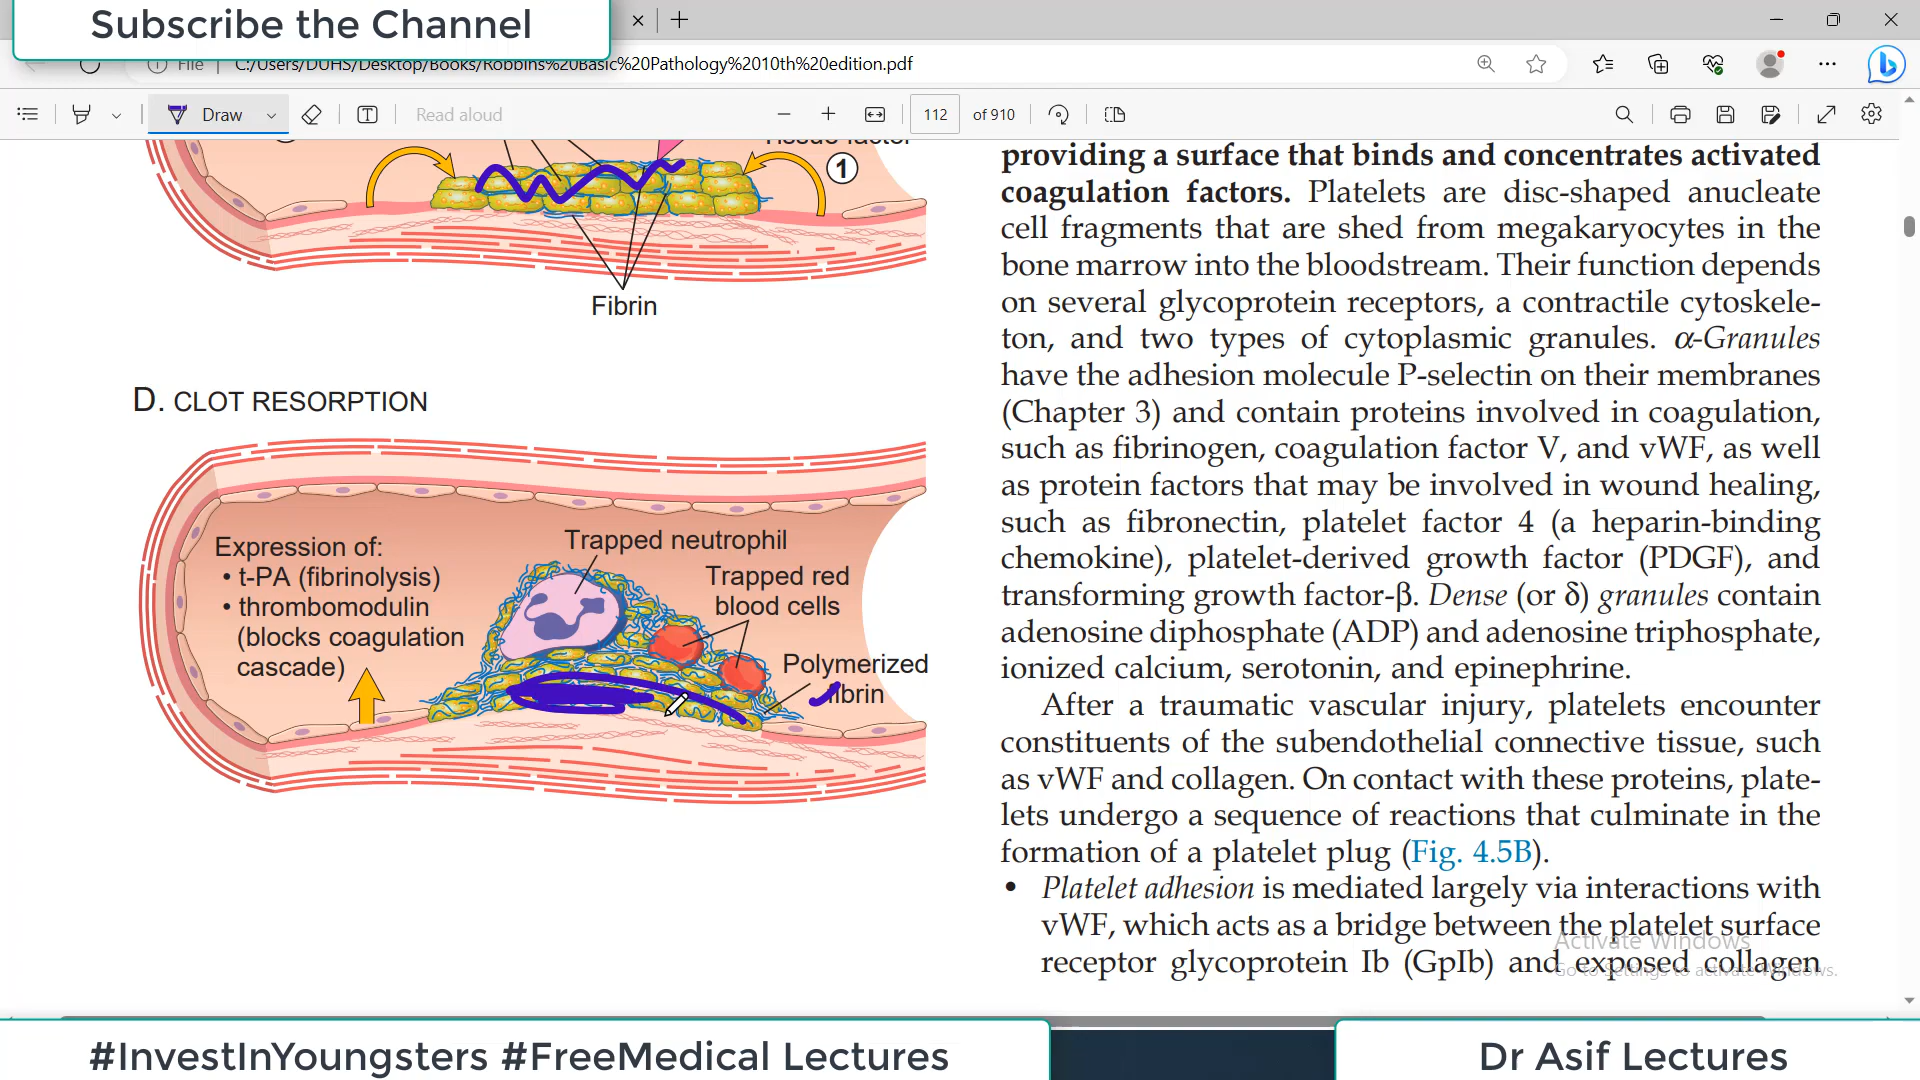 Subscribe the Channel
File
C:/Users/DUHS/Desktop/Books/Robbins%20Basic%20Pathology%2010th%20edition.pdf
Draw
Read aloud
112
of 910
Tissue factor
1
Fibrin
D. CLOT RESORPTION
Expression of:
• t-PA (fibrinolysis)
• thrombomodulin
(blocks coagulation
cascade)
Trapped neutrophil
Trapped red
blood cells
Polymerized
fibrin
providing a surface that binds and concentrates activated
coagulation factors. Platelets are disc-shaped anucleate
cell fragments that are shed from megakaryocytes in the
bone marrow into the bloodstream. Their function depends
on several glycoprotein receptors, a contractile cytoskele-
ton, and two types of cytoplasmic granules. α-Granules
have the adhesion molecule P-selectin on their membranes
(Chapter 3) and contain proteins involved in coagulation,
such as fibrinogen, coagulation factor V, and vWF, as well
as protein factors that may be involved in wound healing,
such as fibronectin, platelet factor 4 (a heparin-binding
chemokine), platelet-derived growth factor (PDGF), and
transforming growth factor-β. Dense (or δ) granules contain
adenosine diphosphate (ADP) and adenosine triphosphate,
ionized calcium, serotonin, and epinephrine.
After a traumatic vascular injury, platelets encounter
constituents of the subendothelial connective tissue, such
as vWF and collagen. On contact with these proteins, plate-
lets undergo a sequence of reactions that culminate in the
formation of a platelet plug (Fig. 4.5B).
• Platelet adhesion is mediated largely via interactions with
vWF, which acts as a bridge between the platelet surface
receptor glycoprotein Ib (GpIb) and exposed collagen
Activate Windows
Go to Settings to activate Windows.
#InvestInYoungsters #FreeMedical Lectures
Dr Asif Lectures